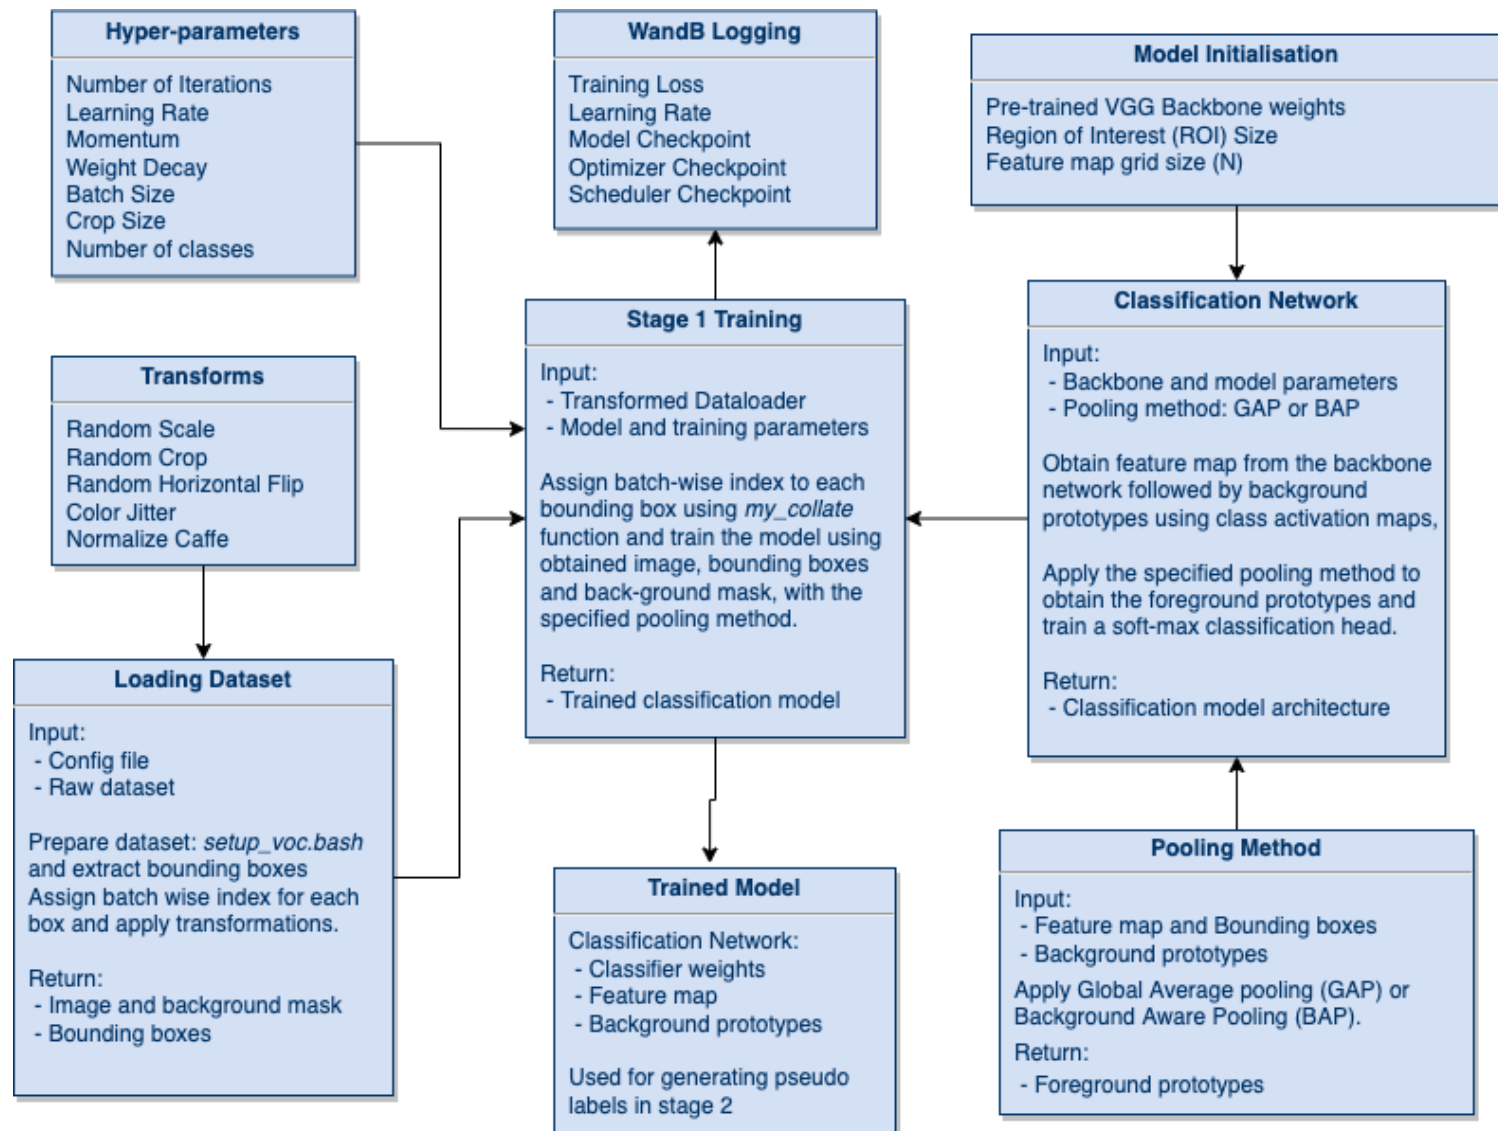 Hyper-parameters
Number of Iterations
Learning Rate
Momentum
Weight Decay
Batch Size
Crop Size
Number of classes
WandB Logging
Training Loss
Learning Rate
Model Checkpoint
Optimizer Checkpoint
Scheduler Checkpoint
Model Initialisation
Pre-trained VGG Backbone weights
Region of Interest (ROI) Size
Feature map grid size (N)
Transforms
Random Scale
Random Crop
Random Horizontal Flip
Color Jitter
Normalize Caffe
Stage 1 Training
Input:
- Transformed Dataloader
- Model and training parameters
Assign batch-wise index to each
bounding box using my_collate
function and train the model using
obtained image, bounding boxes
and back-ground mask, with the
specified pooling method.
Return:
- Trained classification model
Classification Network
Input:
- Backbone and model parameters
- Pooling method: GAP or BAP
Obtain feature map from the backbone
network followed by background
prototypes using class activation maps,
Apply the specified pooling method to
obtain the foreground prototypes and
train a soft-max classification head.
Return:
- Classification model architecture
Loading Dataset
Input:
- Config file
- Raw dataset
Prepare dataset: setup_voc.bash
and extract bounding boxes
Assign batch wise index for each
box and apply transformations.
Return:
- Image and background mask
- Bounding boxes
Trained Model
Classification Network:
- Classifier weights
- Feature map
- Background prototypes
Used for generating pseudo
labels in stage 2
Pooling Method
Input:
- Feature map and Bounding boxes
- Background prototypes
Apply Global Average pooling (GAP) or
Background Aware Pooling (BAP).
Return:
- Foreground prototypes